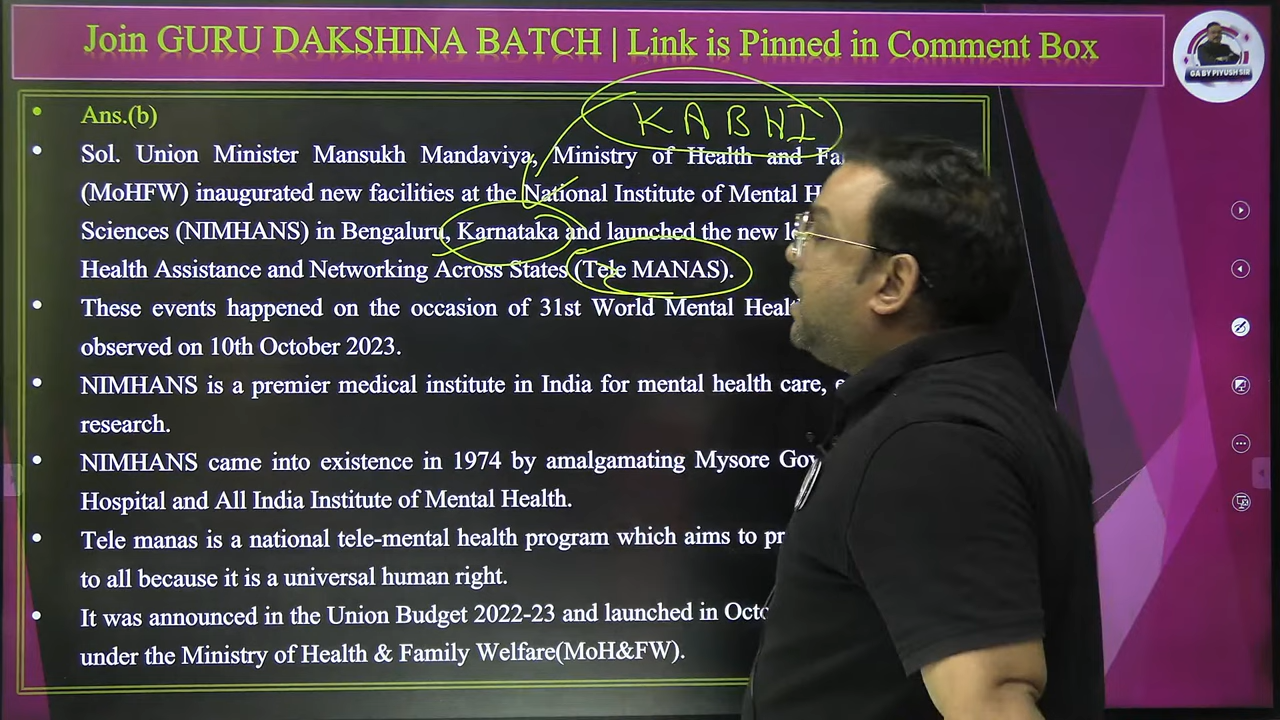 Join GURU DAKSHINA BATCH | Link is Pinned in Comment Box
GA BY PIYUSH SIR
KABHI
Ans.(b)
Sol. Union Minister Mansukh Mandaviya, Ministry of Health and
(MoHFW) inaugurated new facilities at the National Institute of Mental
Sciences (NIMHANS) in Bengaluru, Karnataka and launched the new
Health Assistance and Networking Across States (Tele MANAS).
These events happened on the occasion of 31st World Mental
observed on 10th October 2023.
NIMHANS is a premier medical institute in India for mental health care,
research.
NIMHANS came into existence in 1974 by amalgamating Mysore
Hospital and All India Institute of Mental Health.
Tele manas is a national tele-mental health program which aims to
to all because it is a universal human right.
It was announced in the Union Budget 2022-23 and launched in
under the Ministry of Health & Family Welfare(MoH&FW).